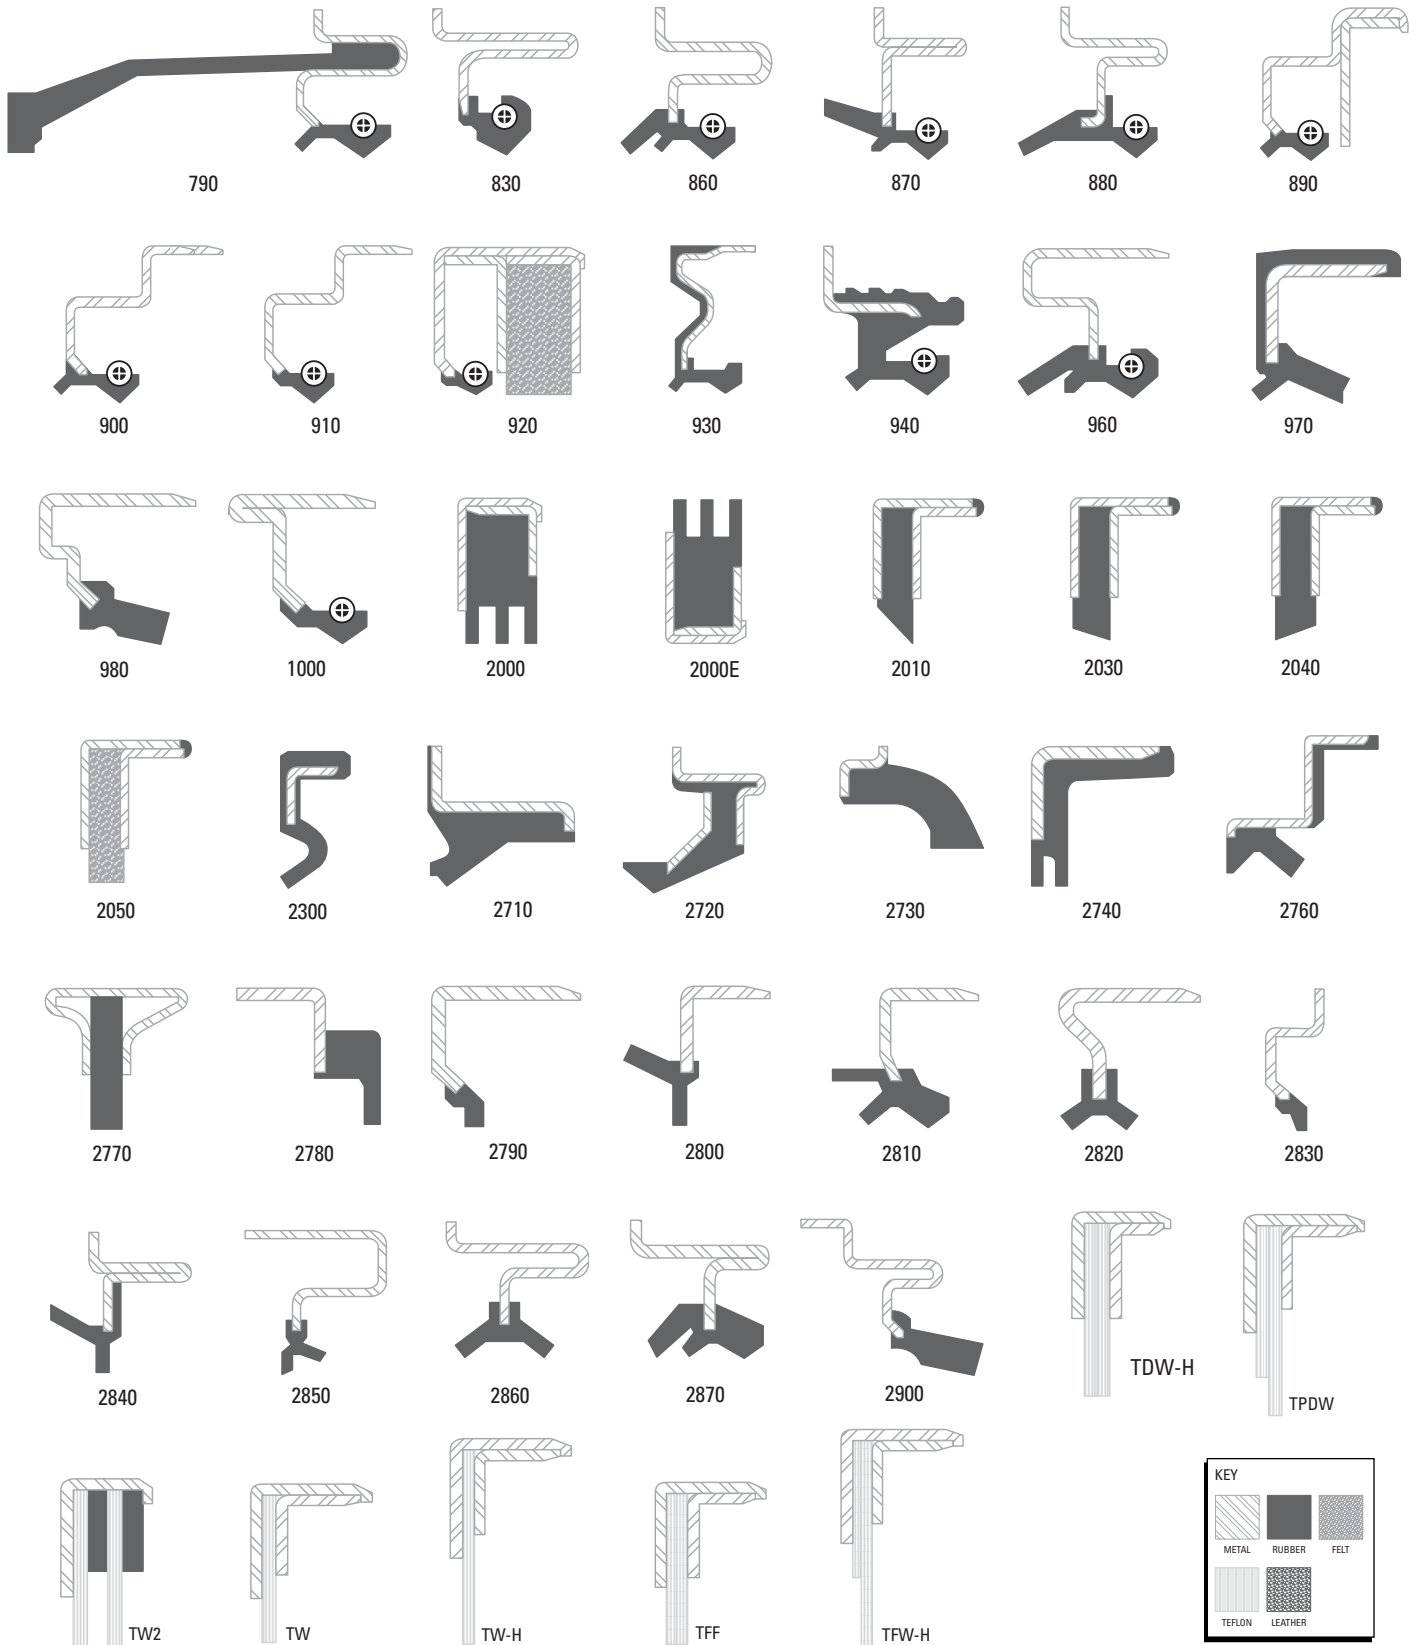 790 830 860 870 880 890
900 910 920 930 940 960 970
980 1000 2000 2000E 2010 2030 2040
2050 2300 2710 2720 2730 2740 2760
2770 2780 2790 2800 2810 2820 2830
2840 2850 2860 2870 2900 TDW-H TPDW
TW2 TW TW-H TFF TFW-H
KEY
METAL RUBBER FELT
TEFLON LEATHER